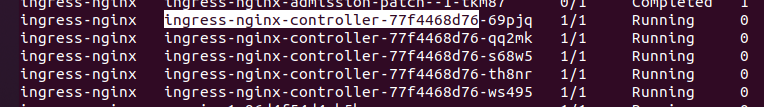 ingress-nginx ingress-nginx-admission-patch--1-tkm87 0/1 Completed 1
ingress-nginx ingress-nginx-controller-77f4468d76-69pjq 1/1 Running 0
ingress-nginx ingress-nginx-controller-77f4468d76-qq2mk 1/1 Running 0
ingress-nginx ingress-nginx-controller-77f4468d76-s68w5 1/1 Running 0
ingress-nginx ingress-nginx-controller-77f4468d76-th8nr 1/1 Running 0
ingress-nginx ingress-nginx-controller-77f4468d76-ws495 1/1 Running 0